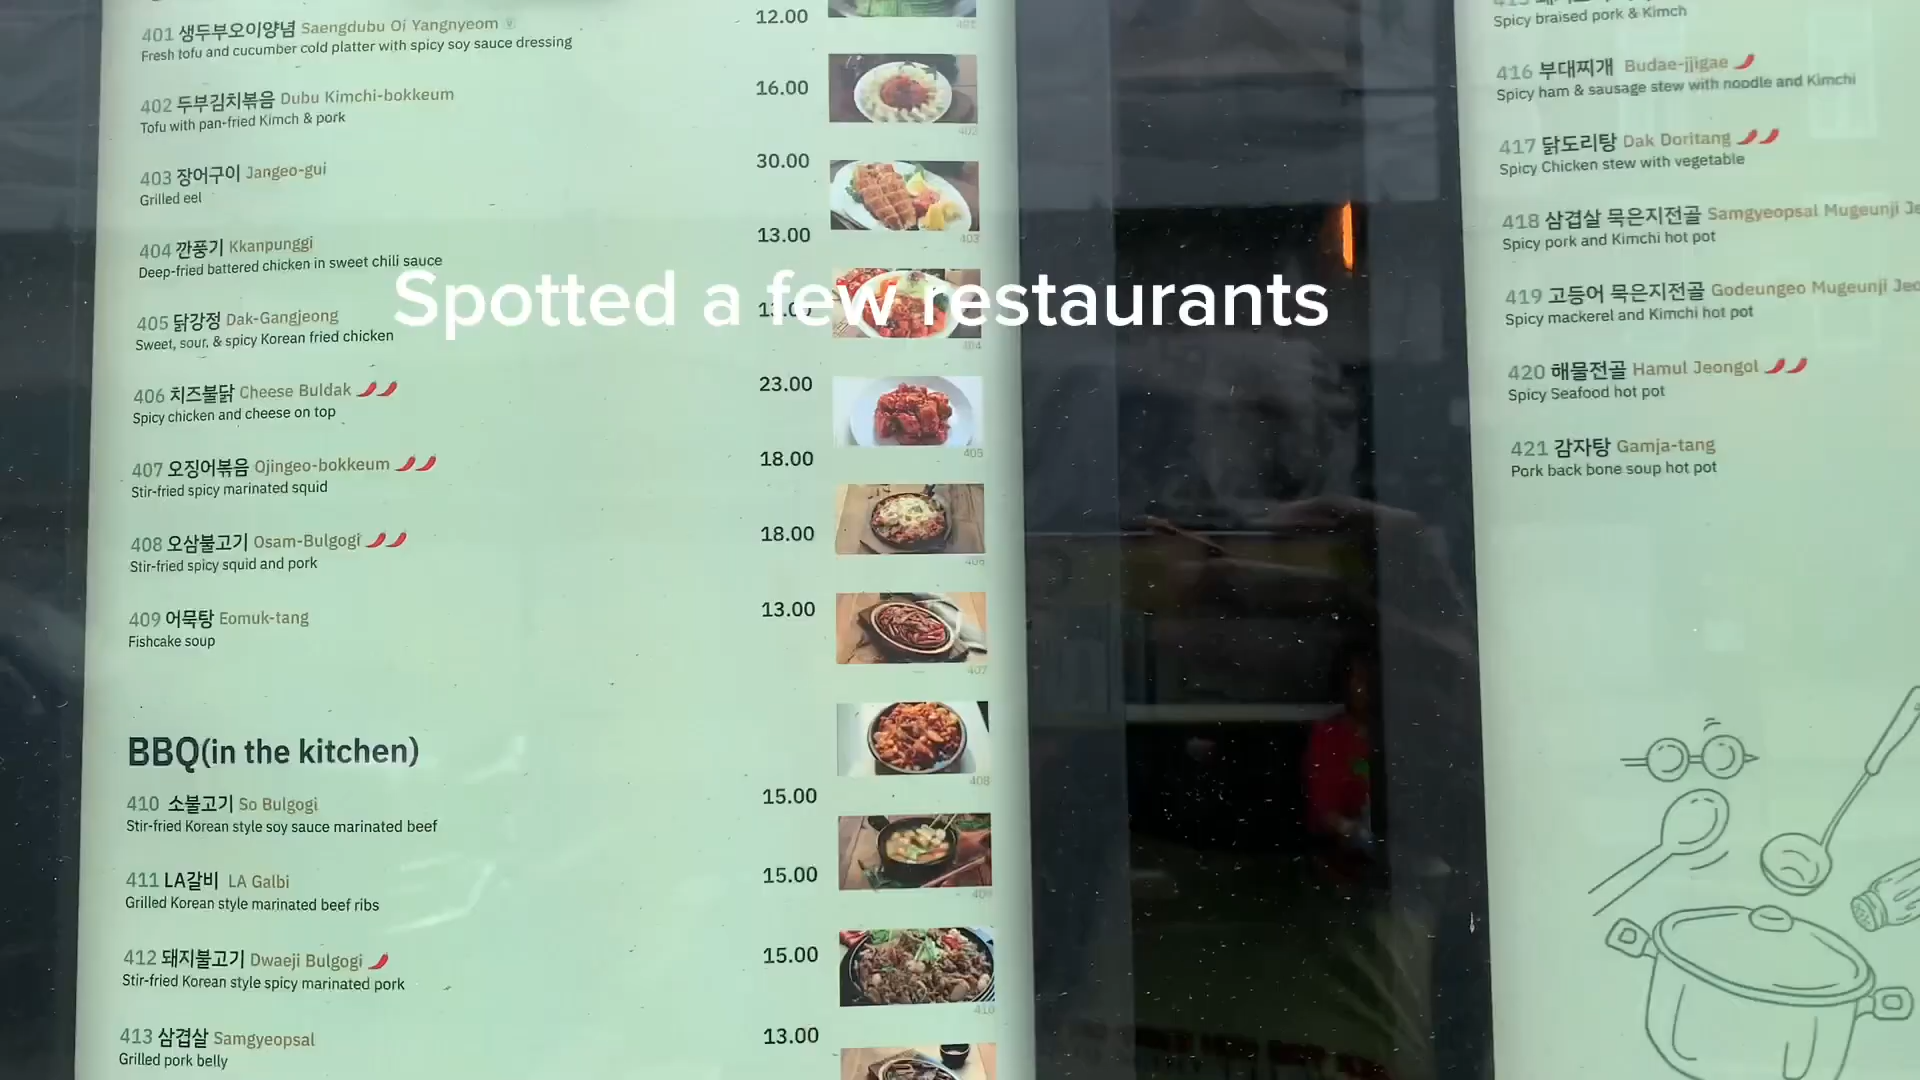 401 생두부오이양념 Saengdubu Oi Yangnyeom
Fresh tofu and cucumber cold platter with spicy soy sauce dressing
12.00
402 두부김치볶음 Dubu Kimchi-bokkeum
Tofu with pan-fried Kimch & pork
16.00
403 장어구이 Jangeo-gui
Grilled eel
30.00
404 깐풍기 Kkanpunggi
Deep-fried battered chicken in sweet chili sauce
13.00
405 닭강정 Dak-Gangjeong
Sweet, sour, & spicy Korean fried chicken
Spotted a few restaurants
406 치즈불닭 Cheese Buldak
Spicy chicken and cheese on top
23.00
407 오징어볶음 Ojingeo-bokkeum
Stir-fried spicy marinated squid
18.00
408 오삼불고기 Osam-Bulgogi
Stir-fried spicy squid and pork
18.00
409 어묵탕 Eomuk-tang
Fishcake soup
13.00
BBQ(in the kitchen)
410 소불고기 So Bulgogi
Stir-fried Korean style soy sauce marinated beef
15.00
411 LA갈비 LA Galbi
Grilled Korean style marinated beef ribs
15.00
412 돼지불고기 Dwaeji Bulgogi
Stir-fried Korean style spicy marinated pork
15.00
413 삼겹살 Samgyeopsal
Grilled pork belly
13.00
402
403
404
405
406
407
408
409
410
Spicy braised pork & Kimch
416 부대찌개 Budae-jjigae
Spicy ham & sausage stew with noodle and Kimchi
417 닭도리탕 Dak Doritang
Spicy Chicken stew with vegetable
418 삼겹살 묵은지전골 Samgyeopsal Mugeunji Je
Spicy pork and Kimchi hot pot
419 고등어 묵은지전골 Godeungeo Mugeunji Jeo
Spicy mackerel and Kimchi hot pot
420 해물전골 Hamul Jeongol
Spicy Seafood hot pot
421 감자탕 Gamja-tang
Pork back bone soup hot pot